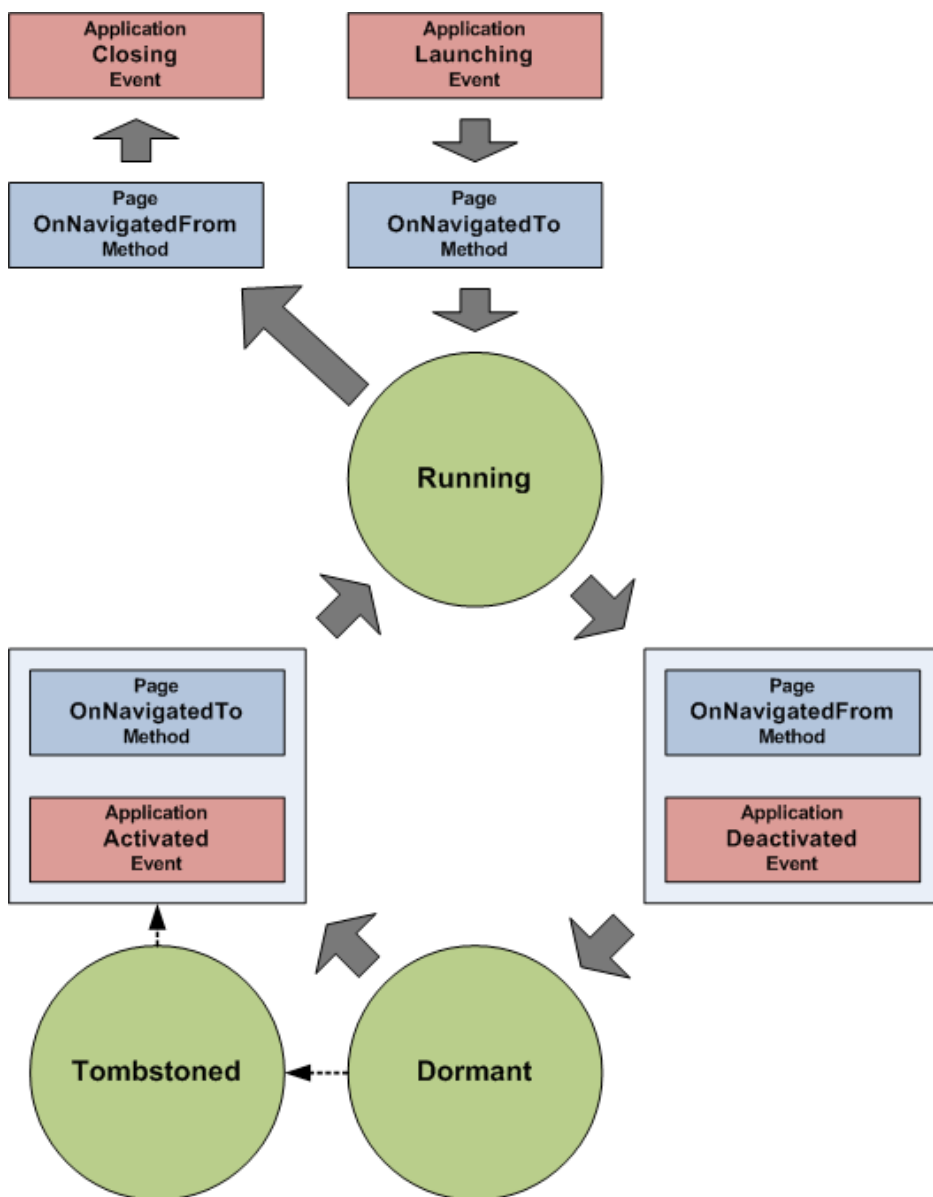 Application
Closing
Event
Application
Launching
Event
Page
OnNavigatedFrom
Method
Page
OnNavigatedTo
Method
Running
Page
OnNavigatedTo
Method
Application
Activated
Event
Page
OnNavigatedFrom
Method
Application
Deactivated
Event
Tombstoned
Dormant